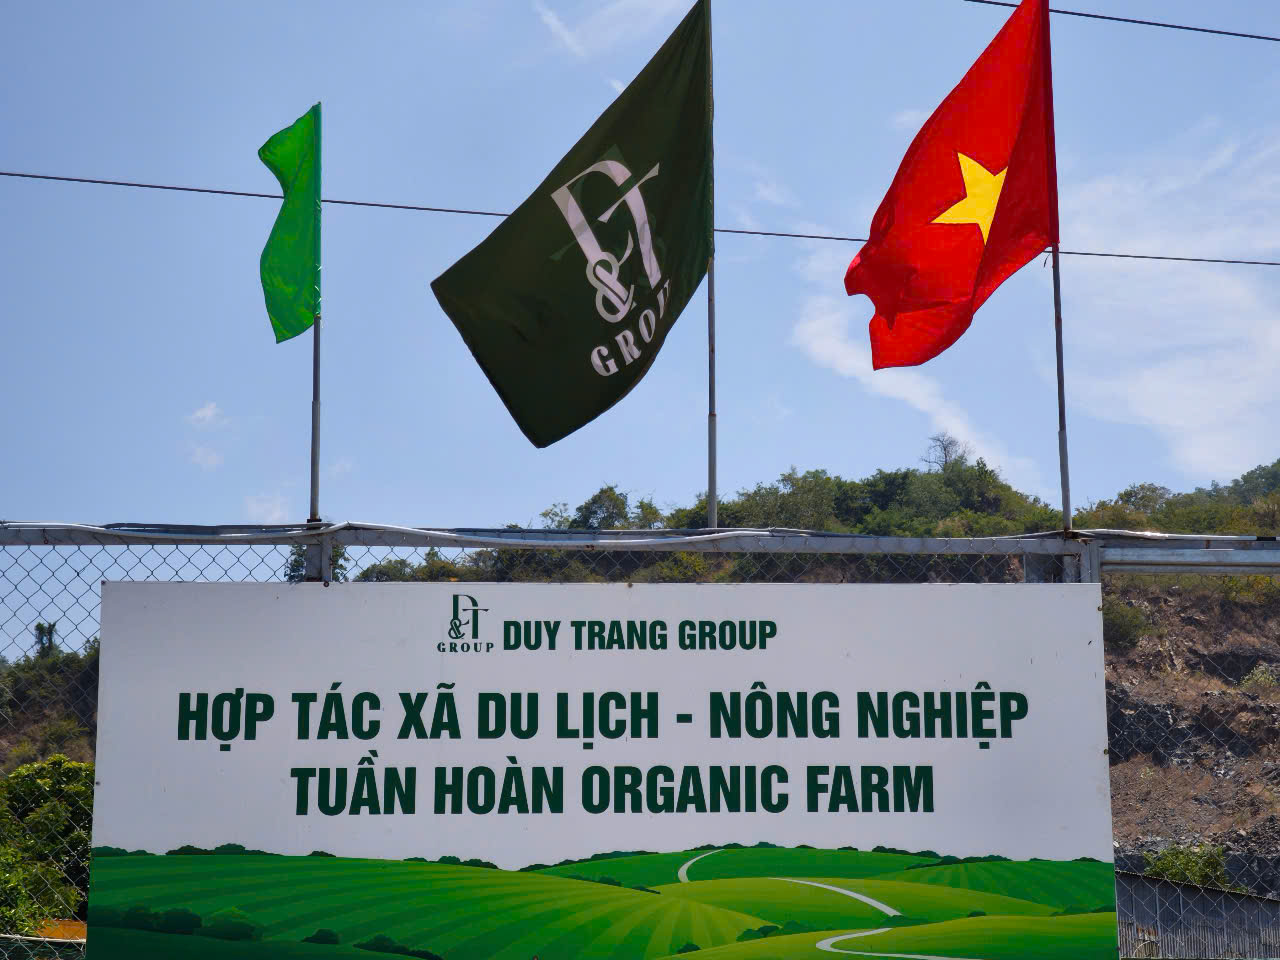 D&T
GROUP
D&T
GROUP
DUY TRANG GROUP
HỢP TÁC XÃ DU LỊCH - NÔNG NGHIỆP
TUẦN HOÀN ORGANIC FARM